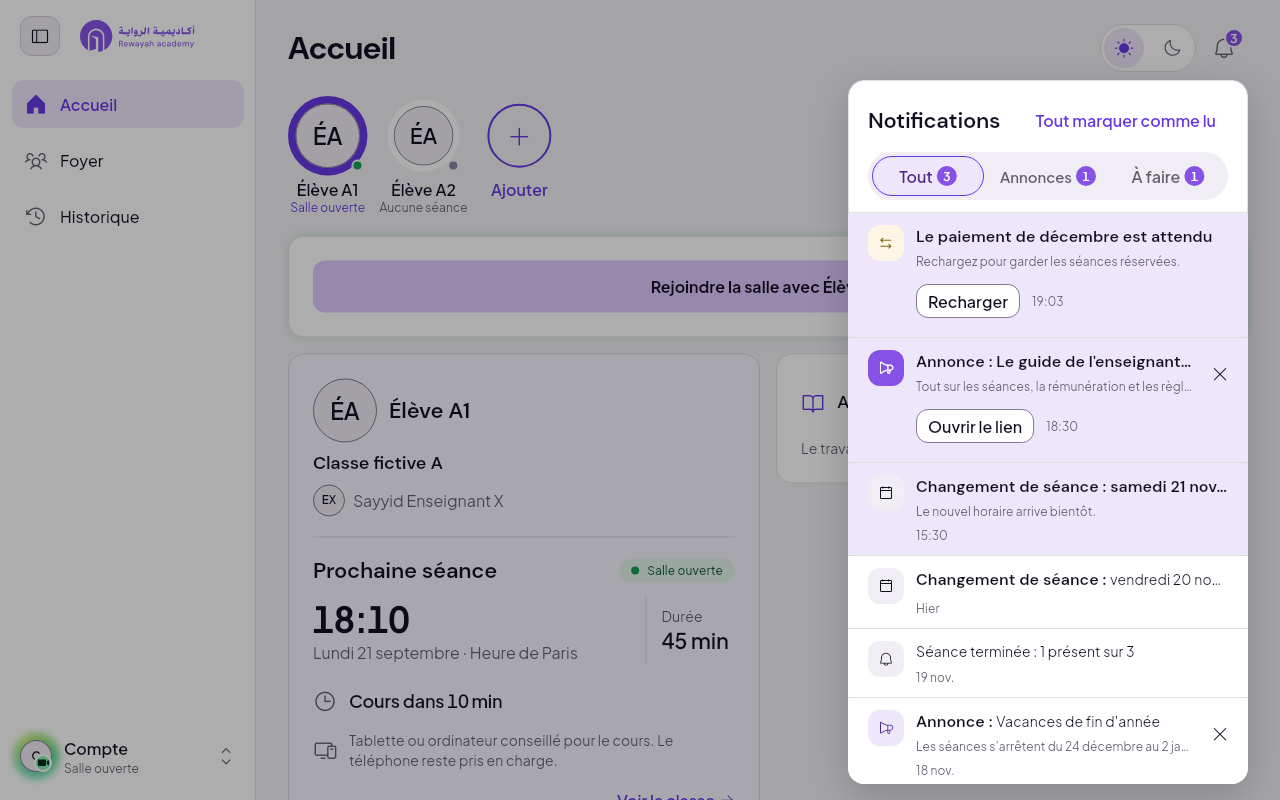 أكاديمية الرواية
Rewayah academy
Accueil
Foyer
Historique
Compte
Salle ouverte
Accueil
3
ÉA
Élève A1
Salle ouverte
ÉA
Élève A2
Aucune séance
Ajouter
Rejoindre la salle avec
ÉA
Élève A1
Classe fictive A
EX
Sayyid Enseignant X
Prochaine séance
Salle ouverte
18:10
Lundi 21 septembre · Heure de Paris
Durée
45 min
Cours dans 10 min
Tablette ou ordinateur conseillé pour le cours. Le
téléphone reste pris en charge.
Le
Notifications
Tout marquer comme lu
Tout 3
Annonces 1
À faire 1
Le paiement de décembre est attendu
Rechargez pour garder les séances réservées.
Recharger
19:03
Annonce : Le guide de l'enseignant…
Tout sur les séances, la rémunération et les règl…
Ouvrir le lien
18:30
Changement de séance : samedi 21 nov…
Le nouvel horaire arrive bientôt.
15:30
Changement de séance : vendredi 20 no…
Hier
Séance terminée : 1 présent sur 3
19 nov.
Annonce : Vacances de fin d'année
Les séances s'arrêtent du 24 décembre au 2 ja…
18 nov.